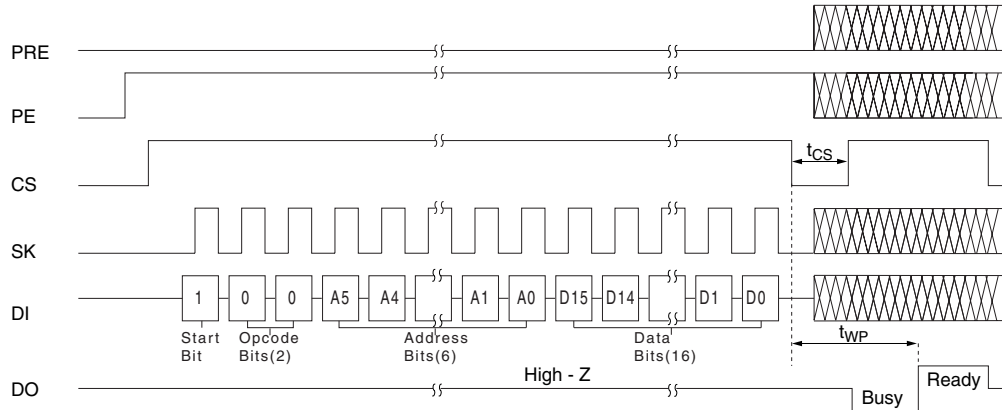 PRE
PE
CS
tCS
SK
DI
1 0 0 A5 A4 A1 A0 D15 D14 D1 D0
Start
Bit
Opcode
Bits(2)
Address
Bits(6)
Data
Bits(16)
tWP
DO
High - Z
Busy
Ready